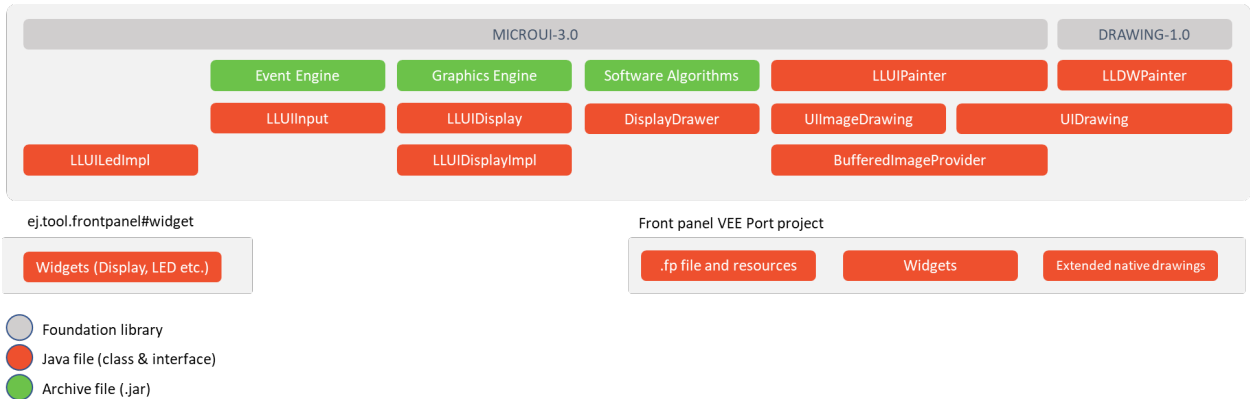 MICROUI-3.0
DRAWING-1.0
Event Engine
Graphics Engine
Software Algorithms
LLUIPainter
LLDWPainter
LLUIInput
LLUIDisplay
DisplayDrawer
UIImageDrawing
UIDrawing
LLUILedImpl
LLUIDisplayImpl
BufferedImageProvider
ej.tool.frontpanel#widget
Front panel VEE Port project
Widgets (Display, LED etc.)
.fp file and resources
Widgets
Extended native drawings
Foundation library
Java file (class & interface)
Archive file (.jar)